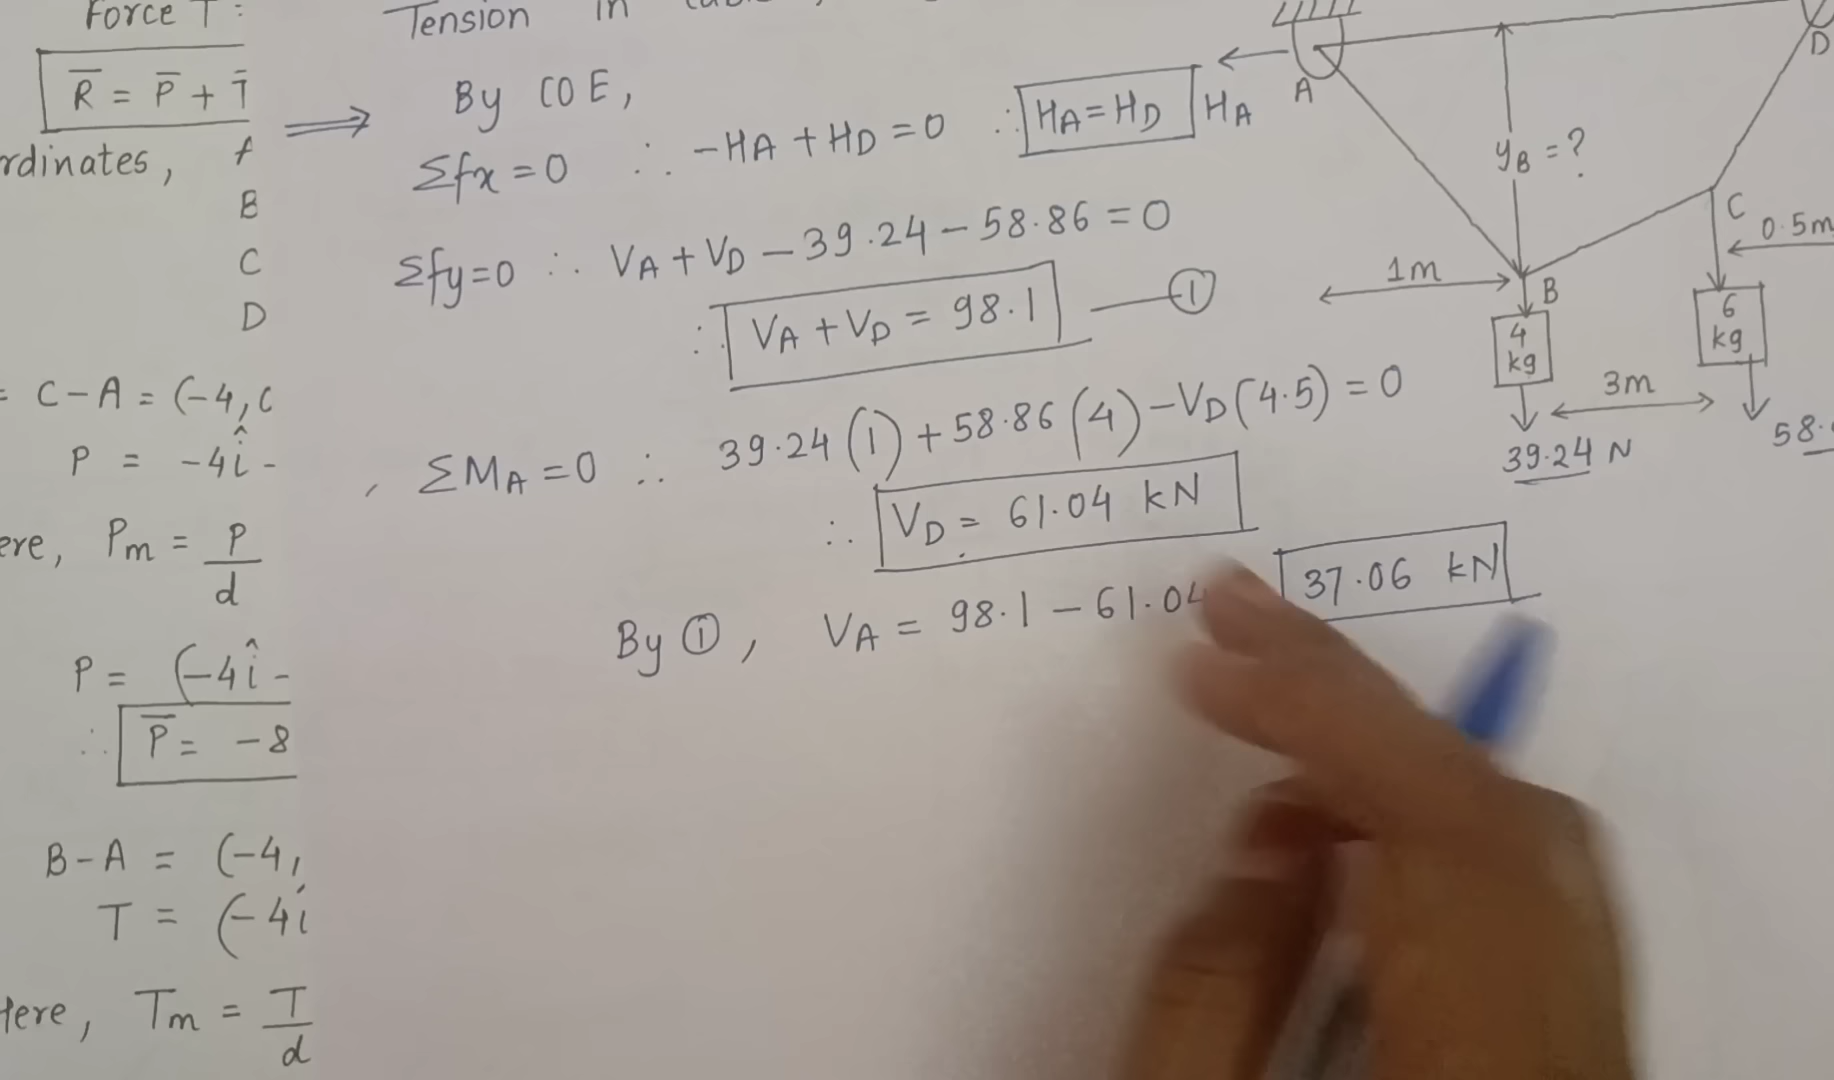 Force T:
R̅ = P̅ + T̅
rdinates,
A
B
C
D
= C-A = (-4, 0
P = -4î -
ere, Pm = P/d
P = (-4î -
∴ P̅ = -8
B-A = (-4,
T = (-4i
Here, Tm = T/d
Tension in
By COE,
⇒ Σfx = 0 ∴ -HA + HD = 0 ∴ HA = HD
Σfy=0 ∴ VA + VD - 39.24 - 58.86 = 0
∴ VA + VD = 98.1 — ①
, ΣMA = 0 ∴ 39.24 (1) + 58.86 (4) - VD (4.5) = 0
∴ VD = 61.04 kN
By ①, VA = 98.1 - 61.04 37.06 kN
HA
A
D
yB = ?
C
0.5m
1m
B
4 kg
6 kg
3m
39.24 N
58.